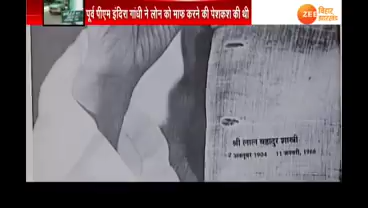 पूर्व पीएम इंदिरा गांधी ने लोन को माफ करने की पेशकश की थी
ZEE
बिहार
झारखंड
श्री लाल बहादुर शास्त्री
2 अक्तूबर 1904 11 जनवरी, 1966